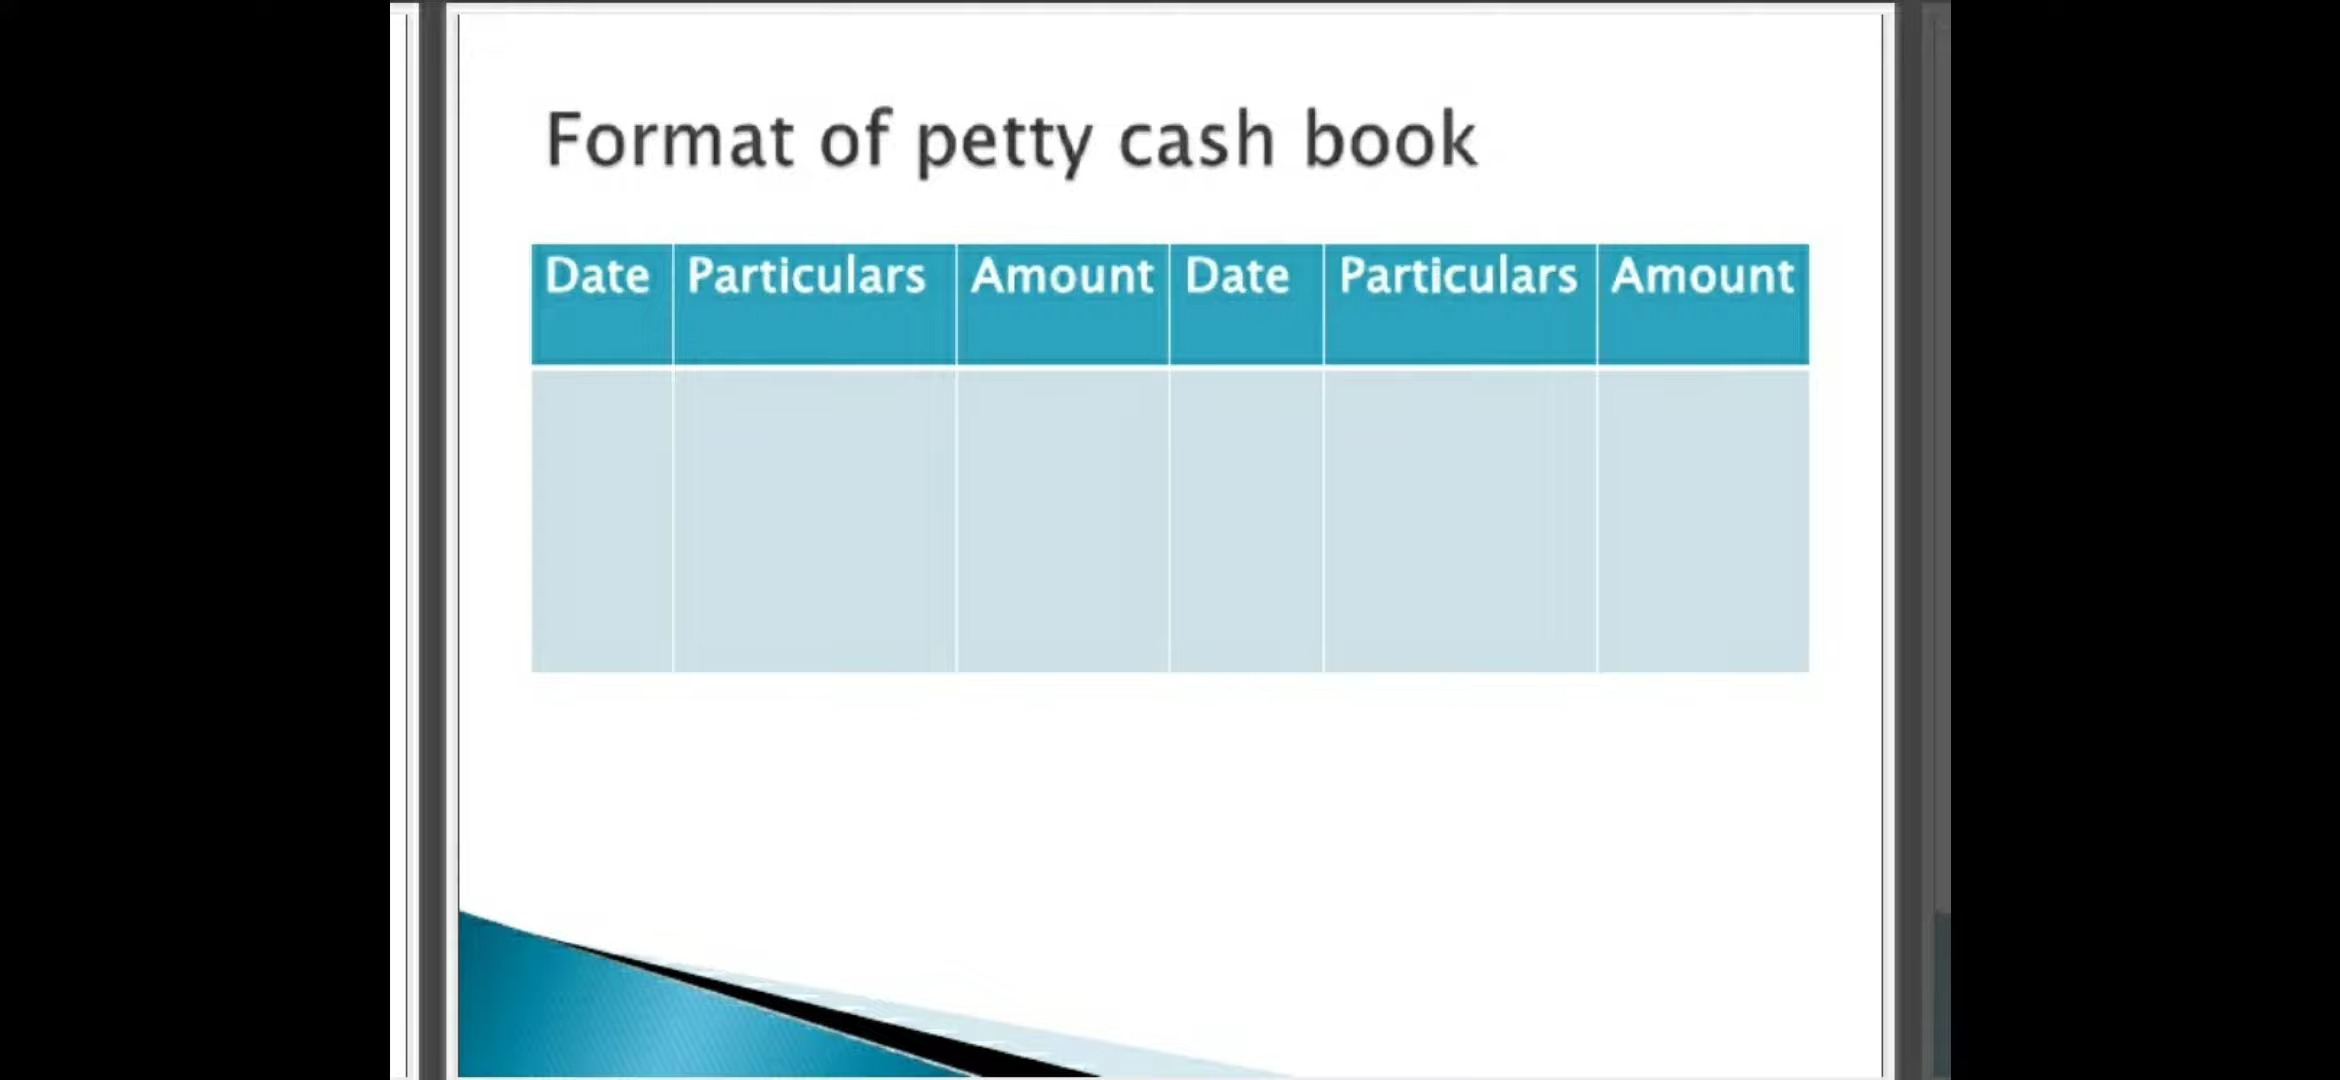 Format of petty cash book
Date Particulars Amount Date Particulars Amount